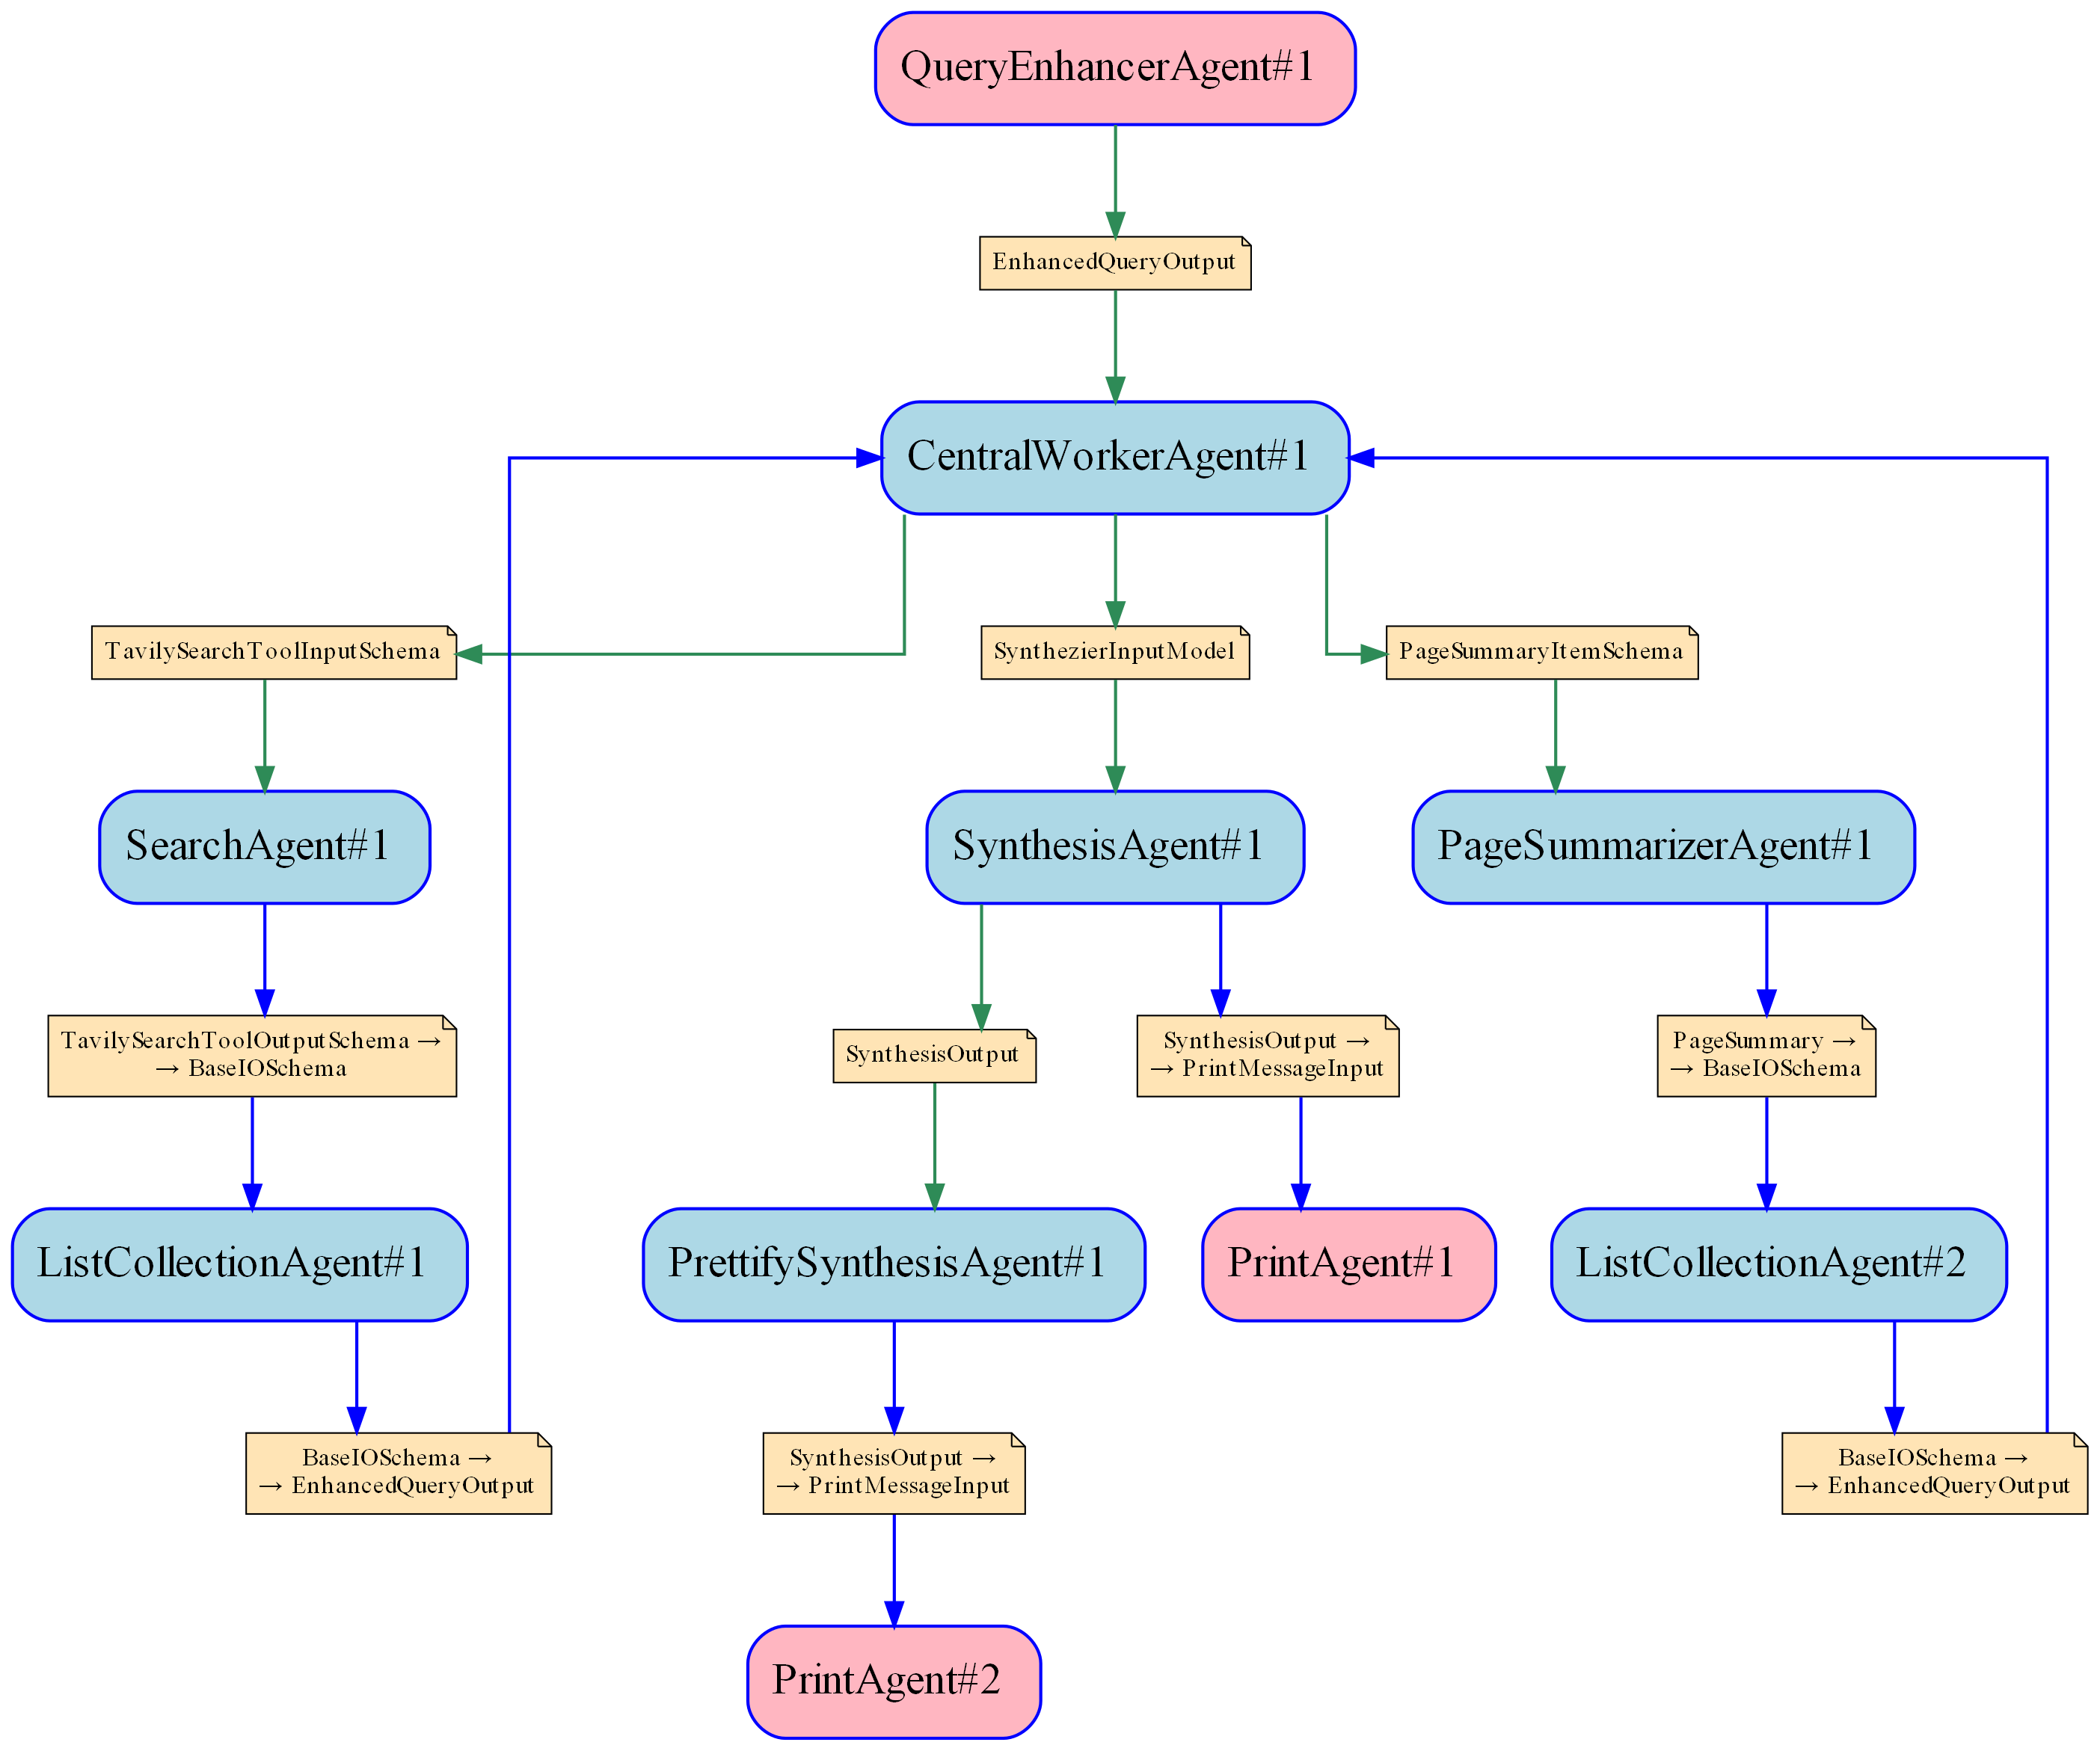 QueryEnhancerAgent#1
EnhancedQueryOutput
CentralWorkerAgent#1
TavilySearchToolInputSchema
SynthezierInputModel
PageSummaryItemSchema
SearchAgent#1
SynthesisAgent#1
PageSummarizerAgent#1
TavilySearchToolOutputSchema →
→ BaseIOSchema
SynthesisOutput
SynthesisOutput →
→ PrintMessageInput
PageSummary →
→ BaseIOSchema
ListCollectionAgent#1
PrettifySynthesisAgent#1
PrintAgent#1
ListCollectionAgent#2
BaseIOSchema →
→ EnhancedQueryOutput
SynthesisOutput →
→ PrintMessageInput
BaseIOSchema →
→ EnhancedQueryOutput
PrintAgent#2